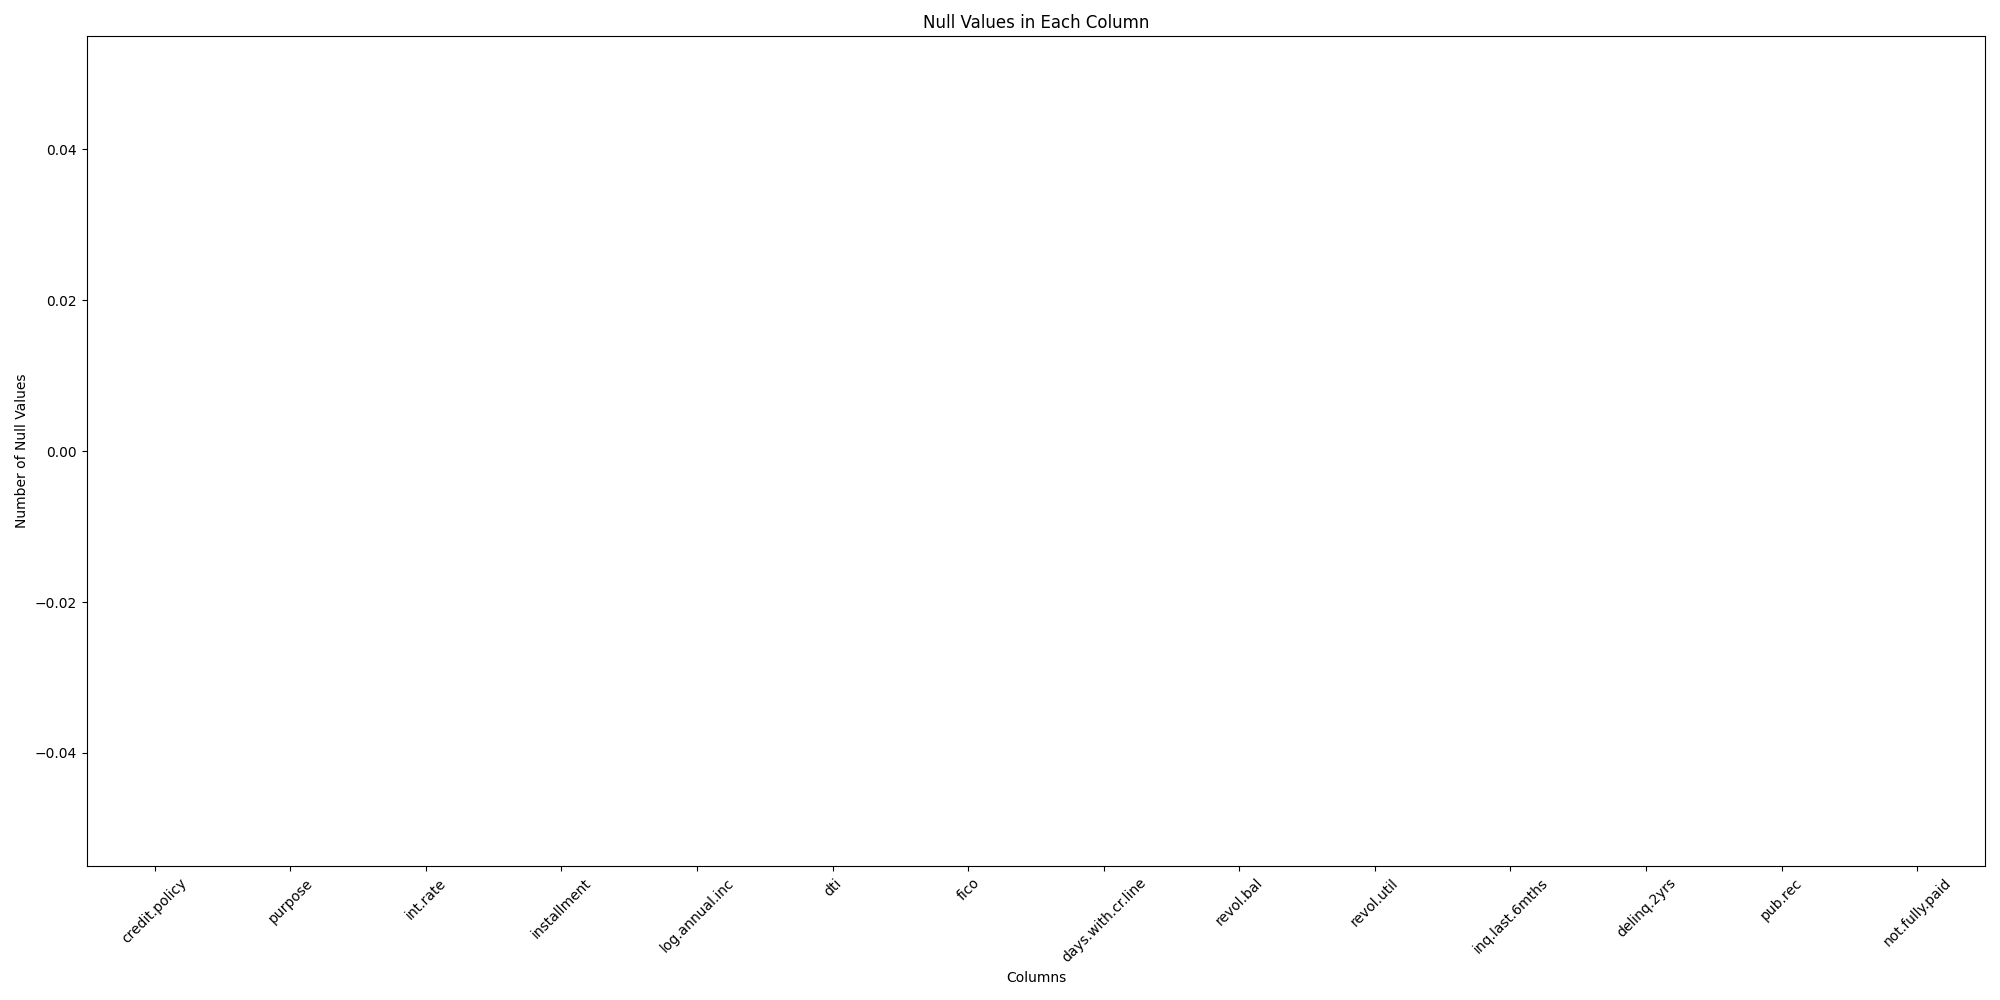 Null Values in Each Column
0.04
0.02
0.00
−0.02
−0.04
Number of Null Values
credit.policy
purpose
int.rate
installment
log.annual.inc
dti
fico
days.with.cr.line
revol.bal
revol.util
inq.last.6mths
delinq.2yrs
pub.rec
not.fully.paid
Columns